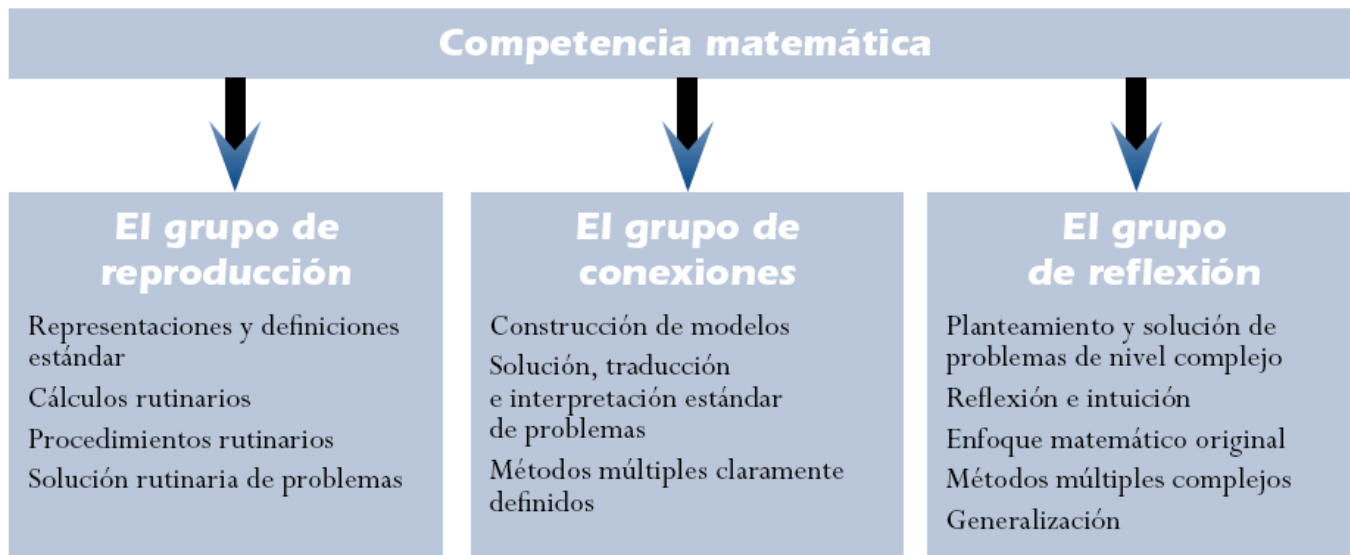 Competencia matemática
El grupo de
reproducción
Representaciones y definiciones
estándar
Cálculos rutinarios
Procedimientos rutinarios
Solución rutinaria de problemas
El grupo de
conexiones
Construcción de modelos
Solución, traducción
e interpretación estándar
de problemas
Métodos múltiples claramente
definidos
El grupo
de reflexión
Planteamiento y solución de
problemas de nivel complejo
Reflexión e intuición
Enfoque matemático original
Métodos múltiples complejos
Generalización